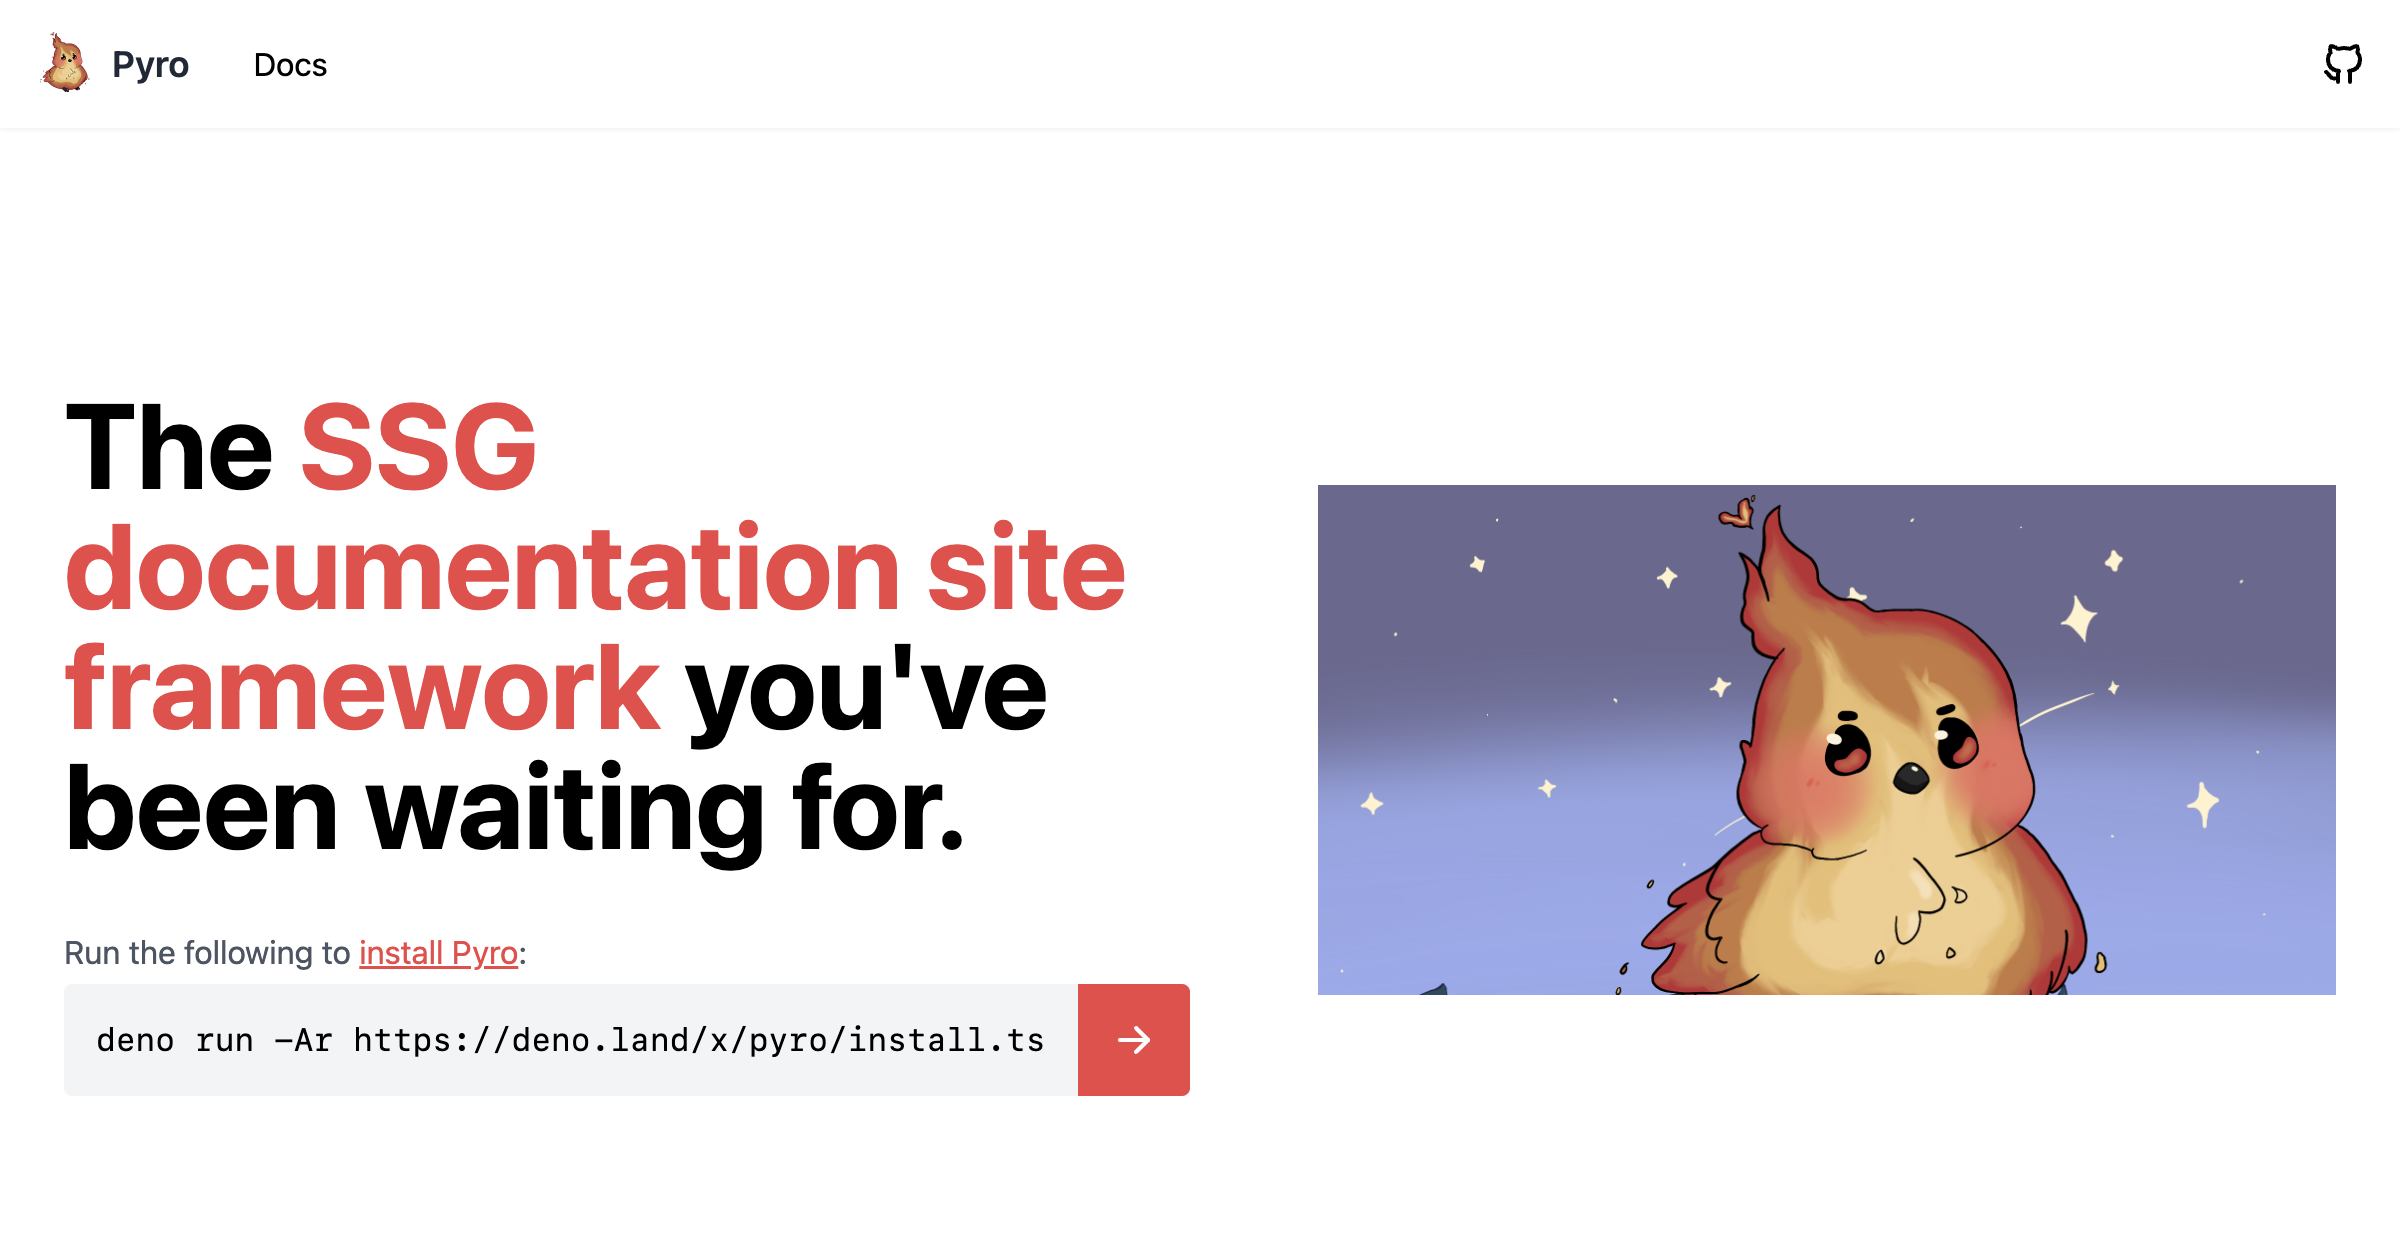 Pyro
Docs
The SSG
documentation site
framework you've
been waiting for.
Run the following to install Pyro:
deno run -Ar https://deno.land/x/pyro/install.ts